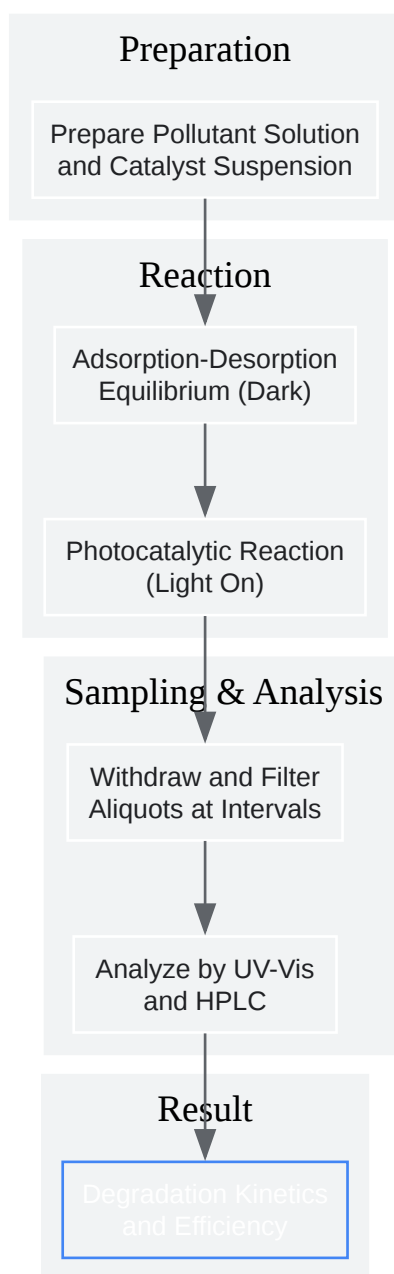 Preparation
Prepare Pollutant Solution
and Catalyst Suspension
Reaction
Adsorption-Desorption
Equilibrium (Dark)
Photocatalytic Reaction
(Light On)
Sampling & Analysis
Withdraw and Filter
Aliquots at Intervals
Analyze by UV-Vis
and HPLC
Result
Degradation Kinetics
and Efficiency